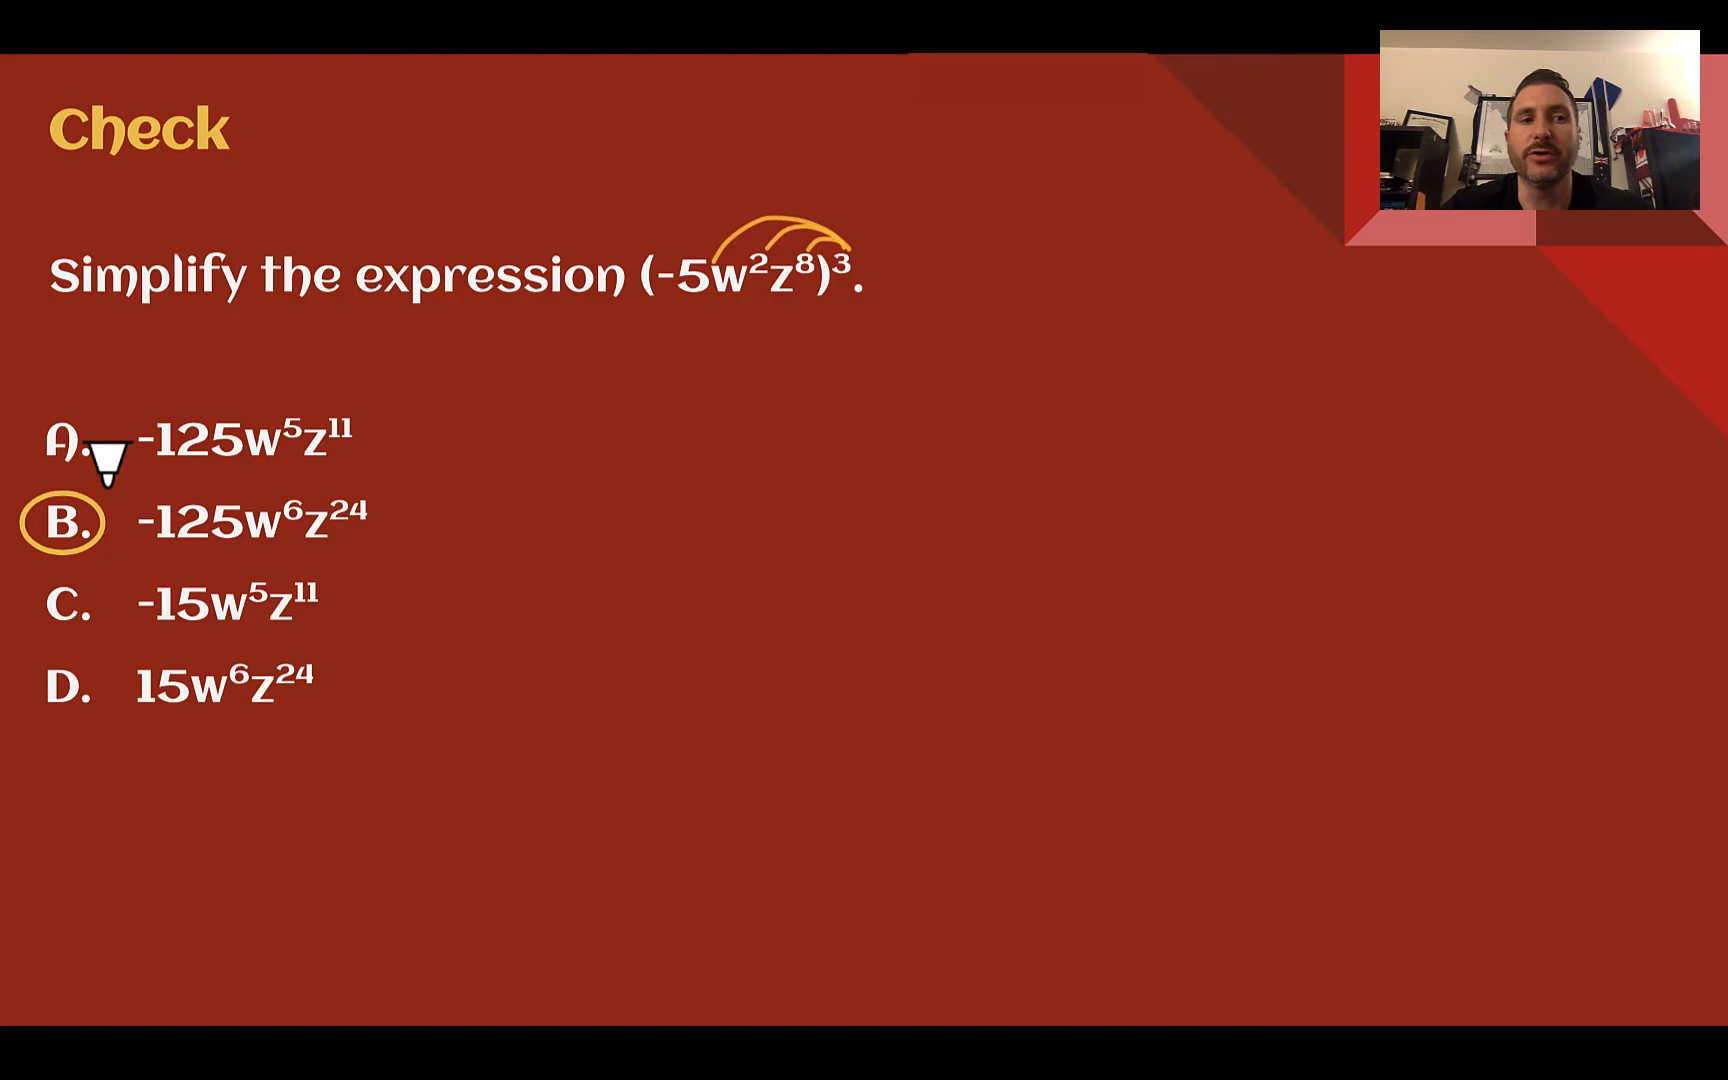 Check
Simplify the expression (-5w²z⁸)³.
A. -125w⁵z¹¹
B. -125w⁶z²⁴
C. -15w⁵z¹¹
D. 15w⁶z²⁴